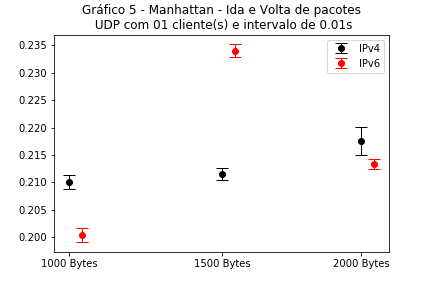 Gráfico 5 - Manhattan - Ida e Volta de pacotes
UDP com 01 cliente(s) e intervalo de 0.01s
IPv4
IPv6
0.235
0.230
0.225
0.220
0.215
0.210
0.205
0.200
1000 Bytes
1500 Bytes
2000 Bytes